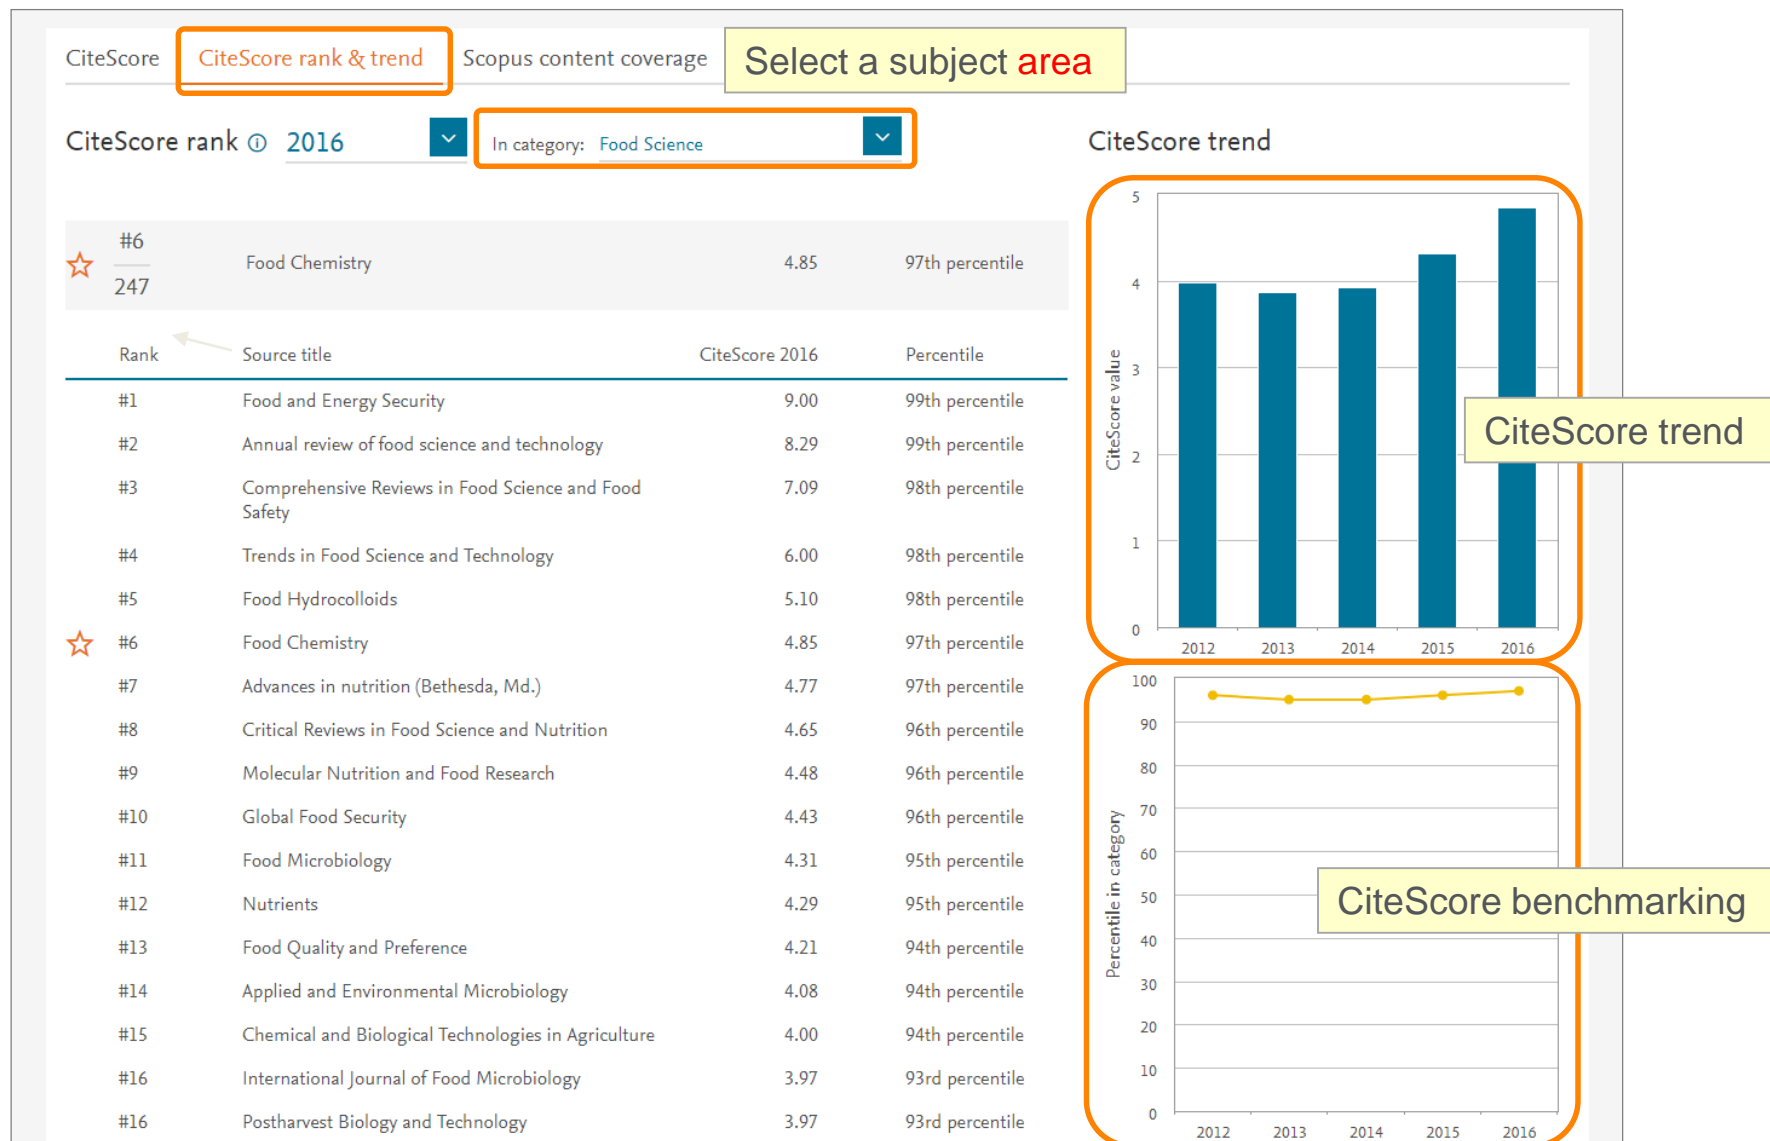 CiteScore CiteScore rank & trend Scopus content coverage
Select a subject area
CiteScore rank ⓘ 2016
In category: Food Science
#6
247
Food Chemistry 4.85 97th percentile
Rank Source title CiteScore 2016 Percentile
#1 Food and Energy Security 9.00 99th percentile
#2 Annual review of food science and technology 8.29 99th percentile
#3 Comprehensive Reviews in Food Science and Food 7.09 98th percentile
Safety
#4 Trends in Food Science and Technology 6.00 98th percentile
#5 Food Hydrocolloids 5.10 98th percentile
#6 Food Chemistry 4.85 97th percentile
#7 Advances in nutrition (Bethesda, Md.) 4.77 97th percentile
#8 Critical Reviews in Food Science and Nutrition 4.65 96th percentile
#9 Molecular Nutrition and Food Research 4.48 96th percentile
#10 Global Food Security 4.43 96th percentile
#11 Food Microbiology 4.31 95th percentile
#12 Nutrients 4.29 95th percentile
#13 Food Quality and Preference 4.21 94th percentile
#14 Applied and Environmental Microbiology 4.08 94th percentile
#15 Chemical and Biological Technologies in Agriculture 4.00 94th percentile
#16 International Journal of Food Microbiology 3.97 93rd percentile
#16 Postharvest Biology and Technology 3.97 93rd percentile
CiteScore trend
5
4
3
2
1
0
CiteScore value
2012 2013 2014 2015 2016
CiteScore trend
100
90
80
70
60
50
40
30
20
10
0
Percentile in category
2012 2013 2014 2015 2016
CiteScore benchmarking